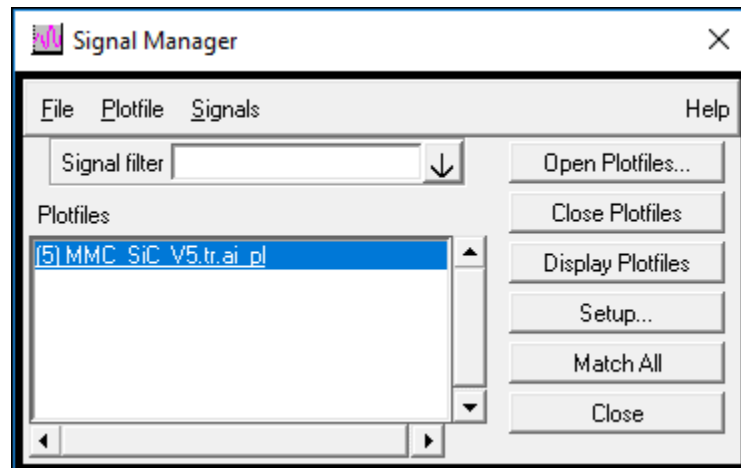 Signal Manager
File Plotfile Signals Help
Signal filter
Open Plotfiles...
Plotfiles
Close Plotfiles
(5) MMC_SiC_V5.tr.ai_pl
Display Plotfiles
Setup...
Match All
Close